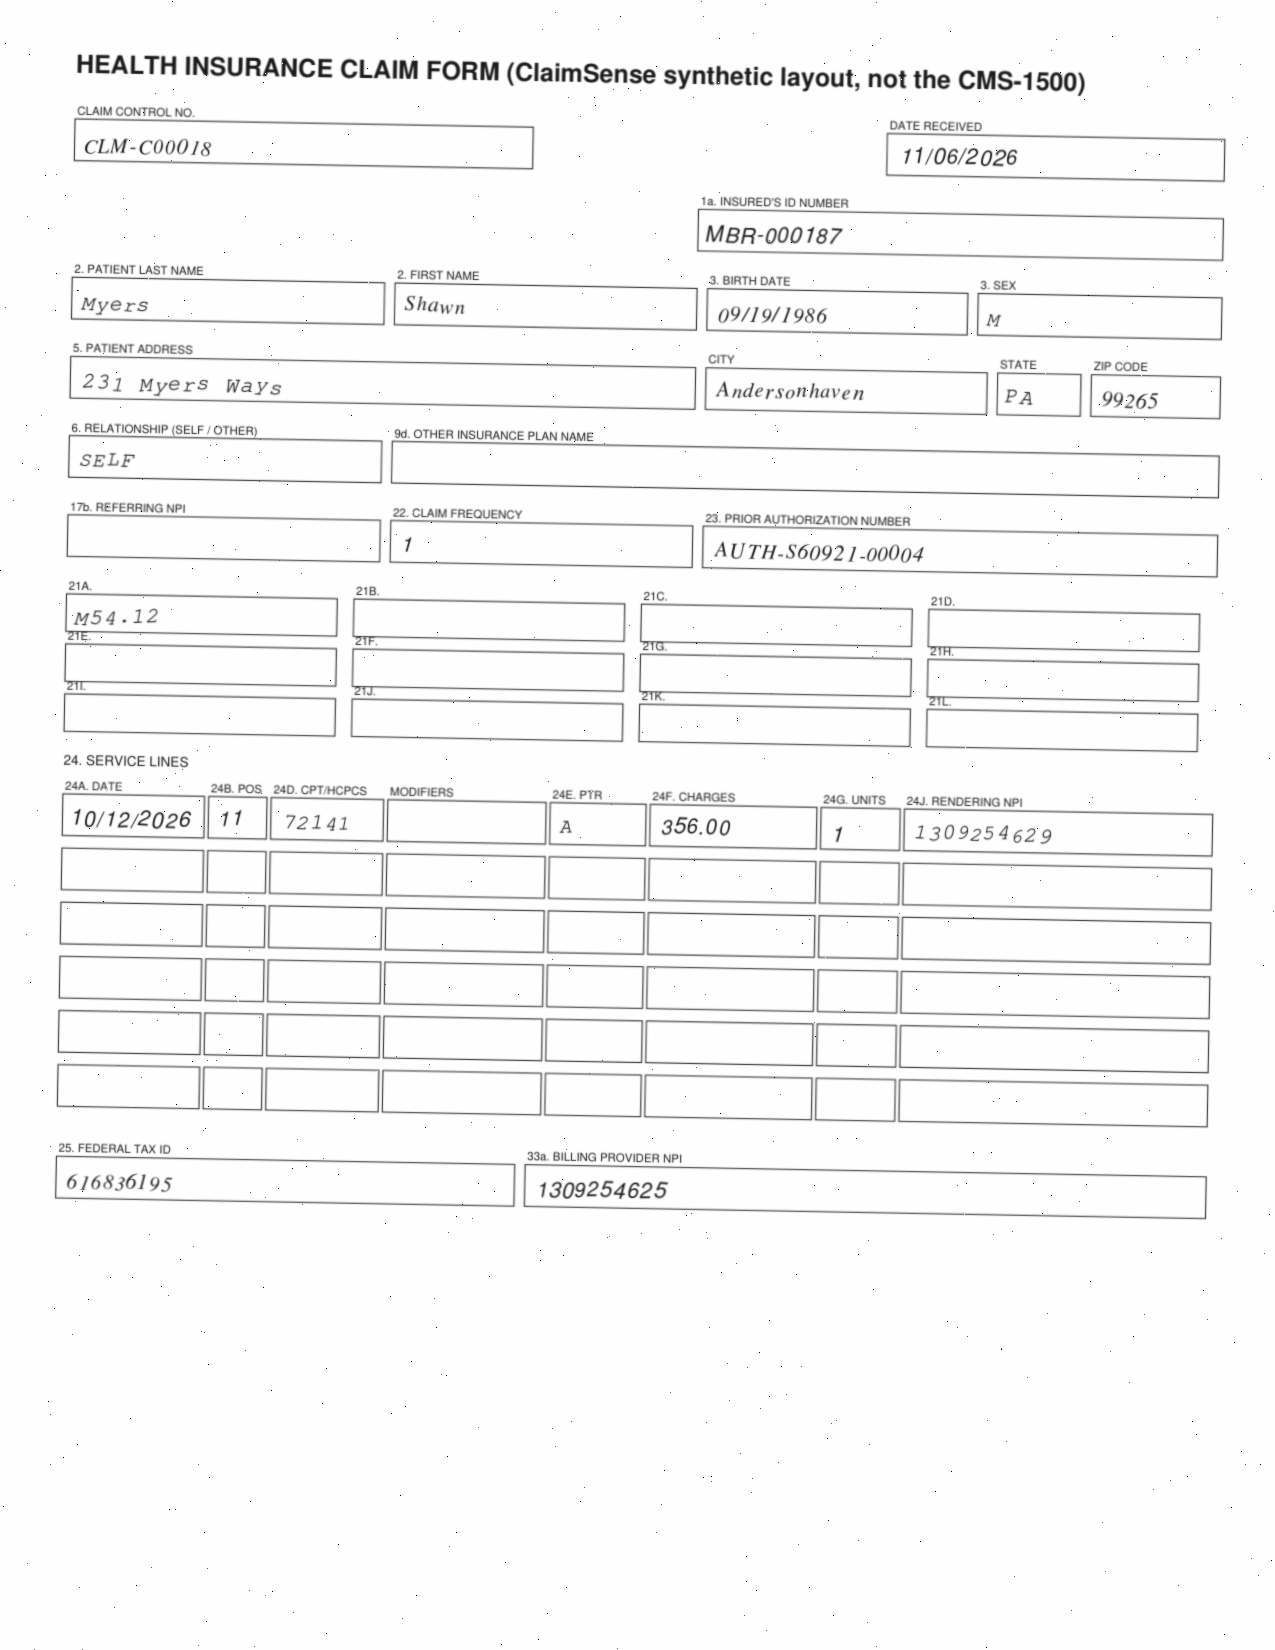 HEALTH INSURANCE CLAIM FORM (ClaimSense synthetic layout, not the CMS-1500)
CLAIM CONTROL NO. DATE RECEIVED
CLM-C00018 11/06/2026
1a. INSURED'S ID NUMBER
MBR-000187
2. PATIENT LAST NAME 2. FIRST NAME 3. BIRTH DATE 3. SEX
Myers Shawn 09/19/1986 M
5. PATIENT ADDRESS CITY STATE ZIP CODE
231 Myers Ways Andersonhaven PA 99265
6. RELATIONSHIP (SELF / OTHER) 9d. OTHER INSURANCE PLAN NAME
SELF
17b. REFERRING NPI 22. CLAIM FREQUENCY 23. PRIOR AUTHORIZATION NUMBER
1 AUTH-S60921-00004
21A. 21B. 21C. 21D.
M54.12
21E. 21F. 21G. 21H.
21I. 21J. 21K. 21L.
24. SERVICE LINES
24A. DATE 24B. POS 24D. CPT/HCPCS MODIFIERS 24E. PTR 24F. CHARGES 24G. UNITS 24J. RENDERING NPI
10/12/2026 11 72141 A 356.00 1 1309254629
25. FEDERAL TAX ID 33a. BILLING PROVIDER NPI
616836195 1309254625